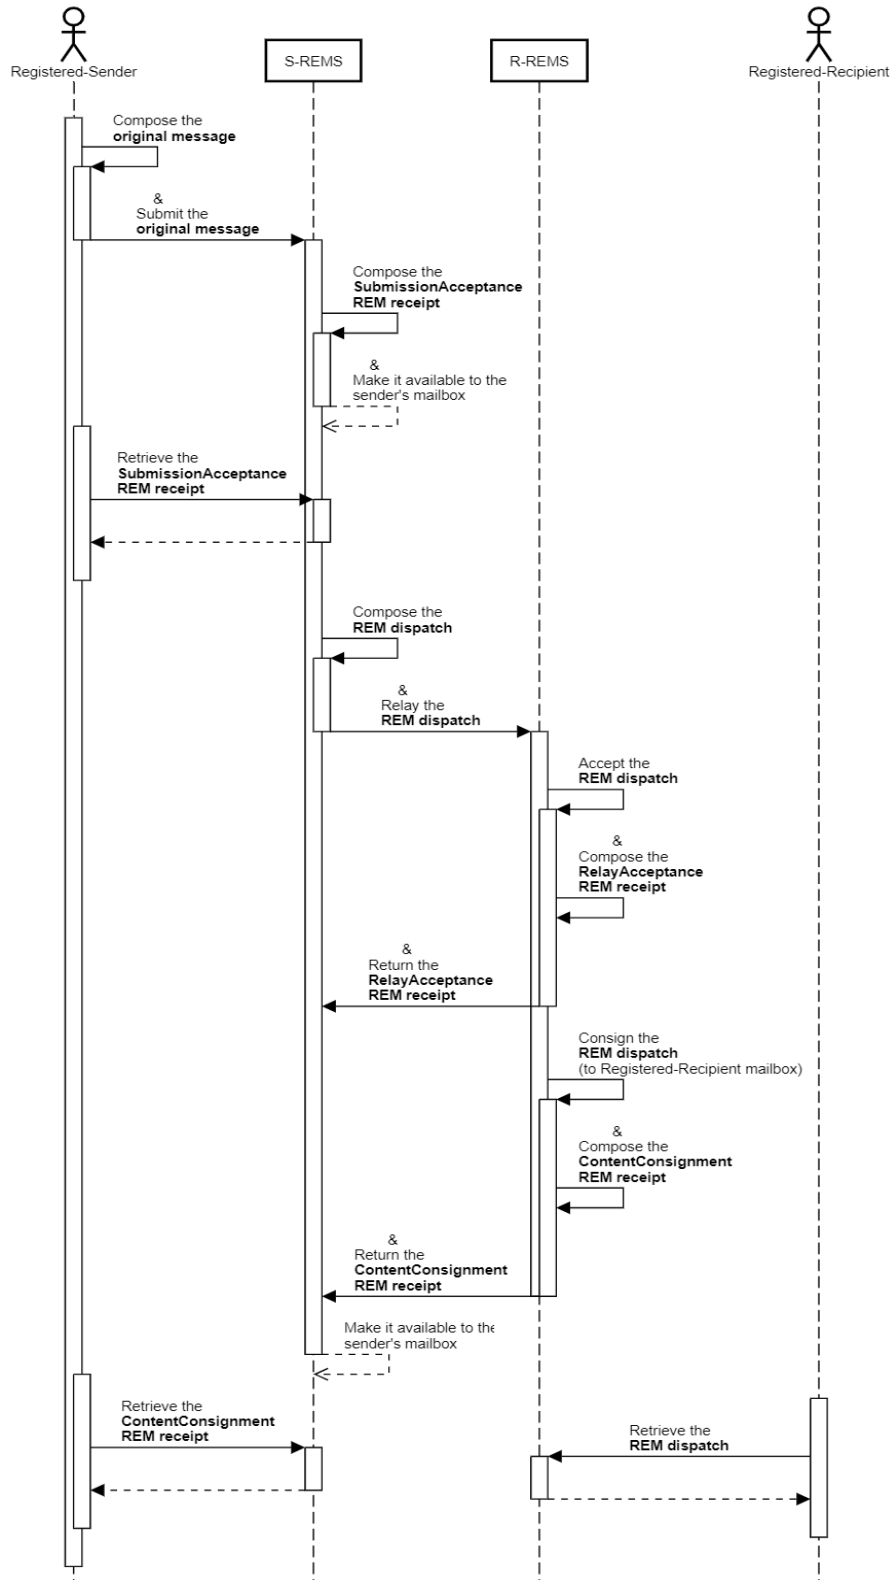 Registered-Sender
S-REMS
R-REMS
Registered-Recipient
Compose the
original message
&
Submit the
original message
Compose the
SubmissionAcceptance
REM receipt
&
Make it available to the
sender's mailbox
Retrieve the
SubmissionAcceptance
REM receipt
Compose the
REM dispatch
&
Relay the
REM dispatch
Accept the
REM dispatch
&
Compose the
RelayAcceptance
REM receipt
&
Return the
RelayAcceptance
REM receipt
Consign the
REM dispatch
(to Registered-Recipient mailbox)
&
Compose the
ContentConsignment
REM receipt
&
Return the
ContentConsignment
REM receipt
Make it available to the
sender's mailbox
Retrieve the
ContentConsignment
REM receipt
Retrieve the
REM dispatch